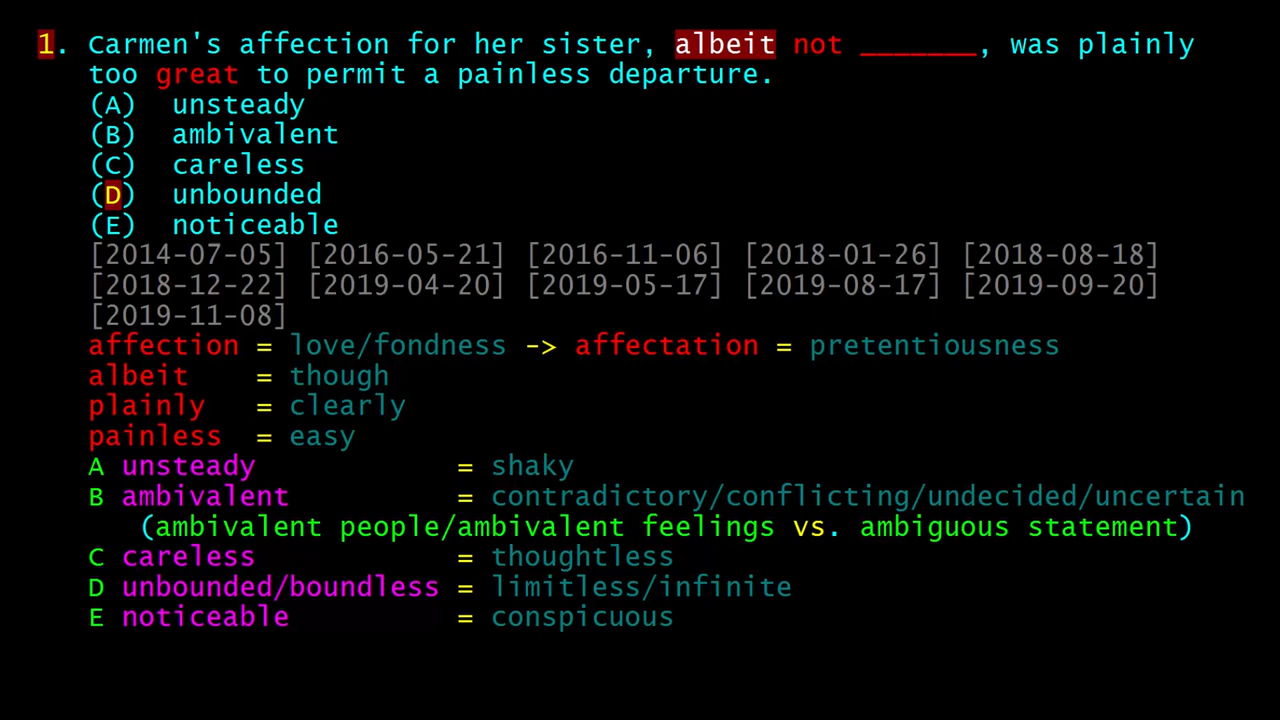 1. Carmen's affection for her sister, albeit not _______, was plainly
too great to permit a painless departure.
(A) unsteady
(B) ambivalent
(C) careless
(D) unbounded
(E) noticeable
[2014-07-05] [2016-05-21] [2016-11-06] [2018-01-26] [2018-08-18]
[2018-12-22] [2019-04-20] [2019-05-17] [2019-08-17] [2019-09-20]
[2019-11-08]
affection = love/fondness -> affectation = pretentiousness
albeit = though
plainly = clearly
painless = easy
A unsteady = shaky
B ambivalent = contradictory/conflicting/undecided/uncertain
(ambivalent people/ambivalent feelings vs. ambiguous statement)
C careless = thoughtless
D unbounded/boundless = limitless/infinite
E noticeable = conspicuous